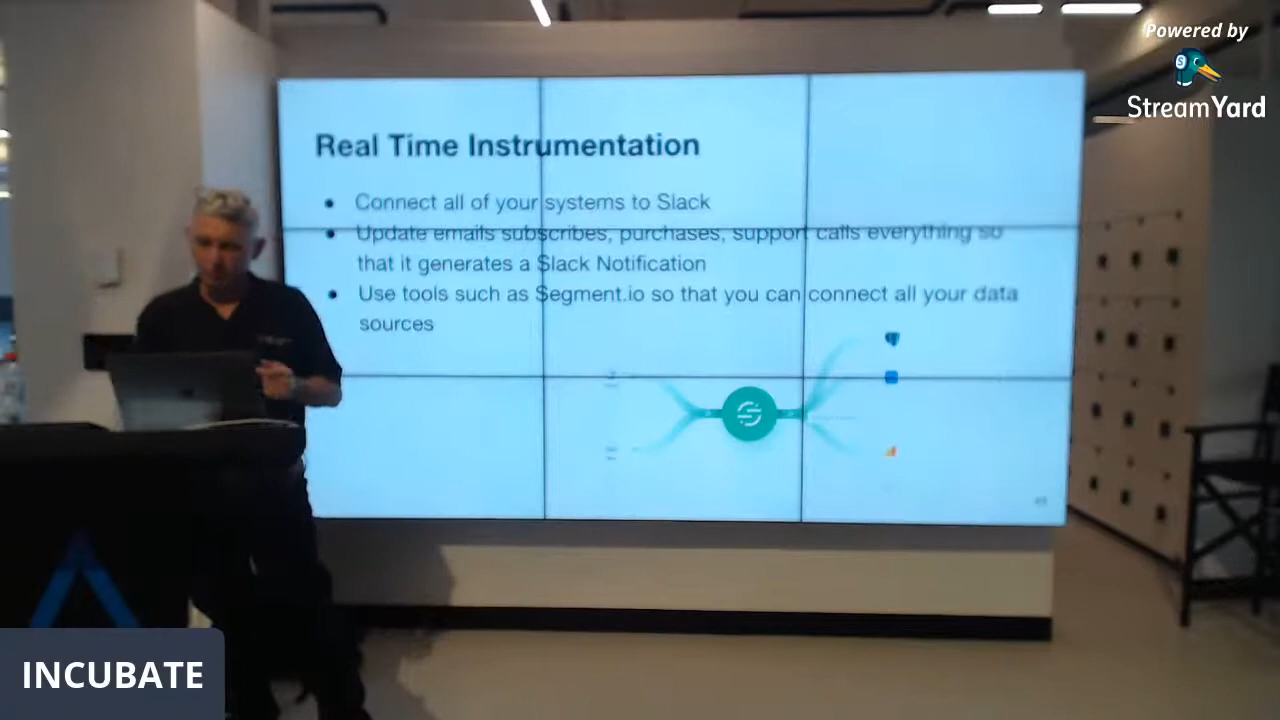 Powered by
StreamYard
Real Time Instrumentation
• Connect all of your systems to Slack
• Update emails subscribes, purchases, support calls everything so
that it generates a Slack Notification
• Use tools such as Segment.io so that you can connect all your data
sources
INCUBATE